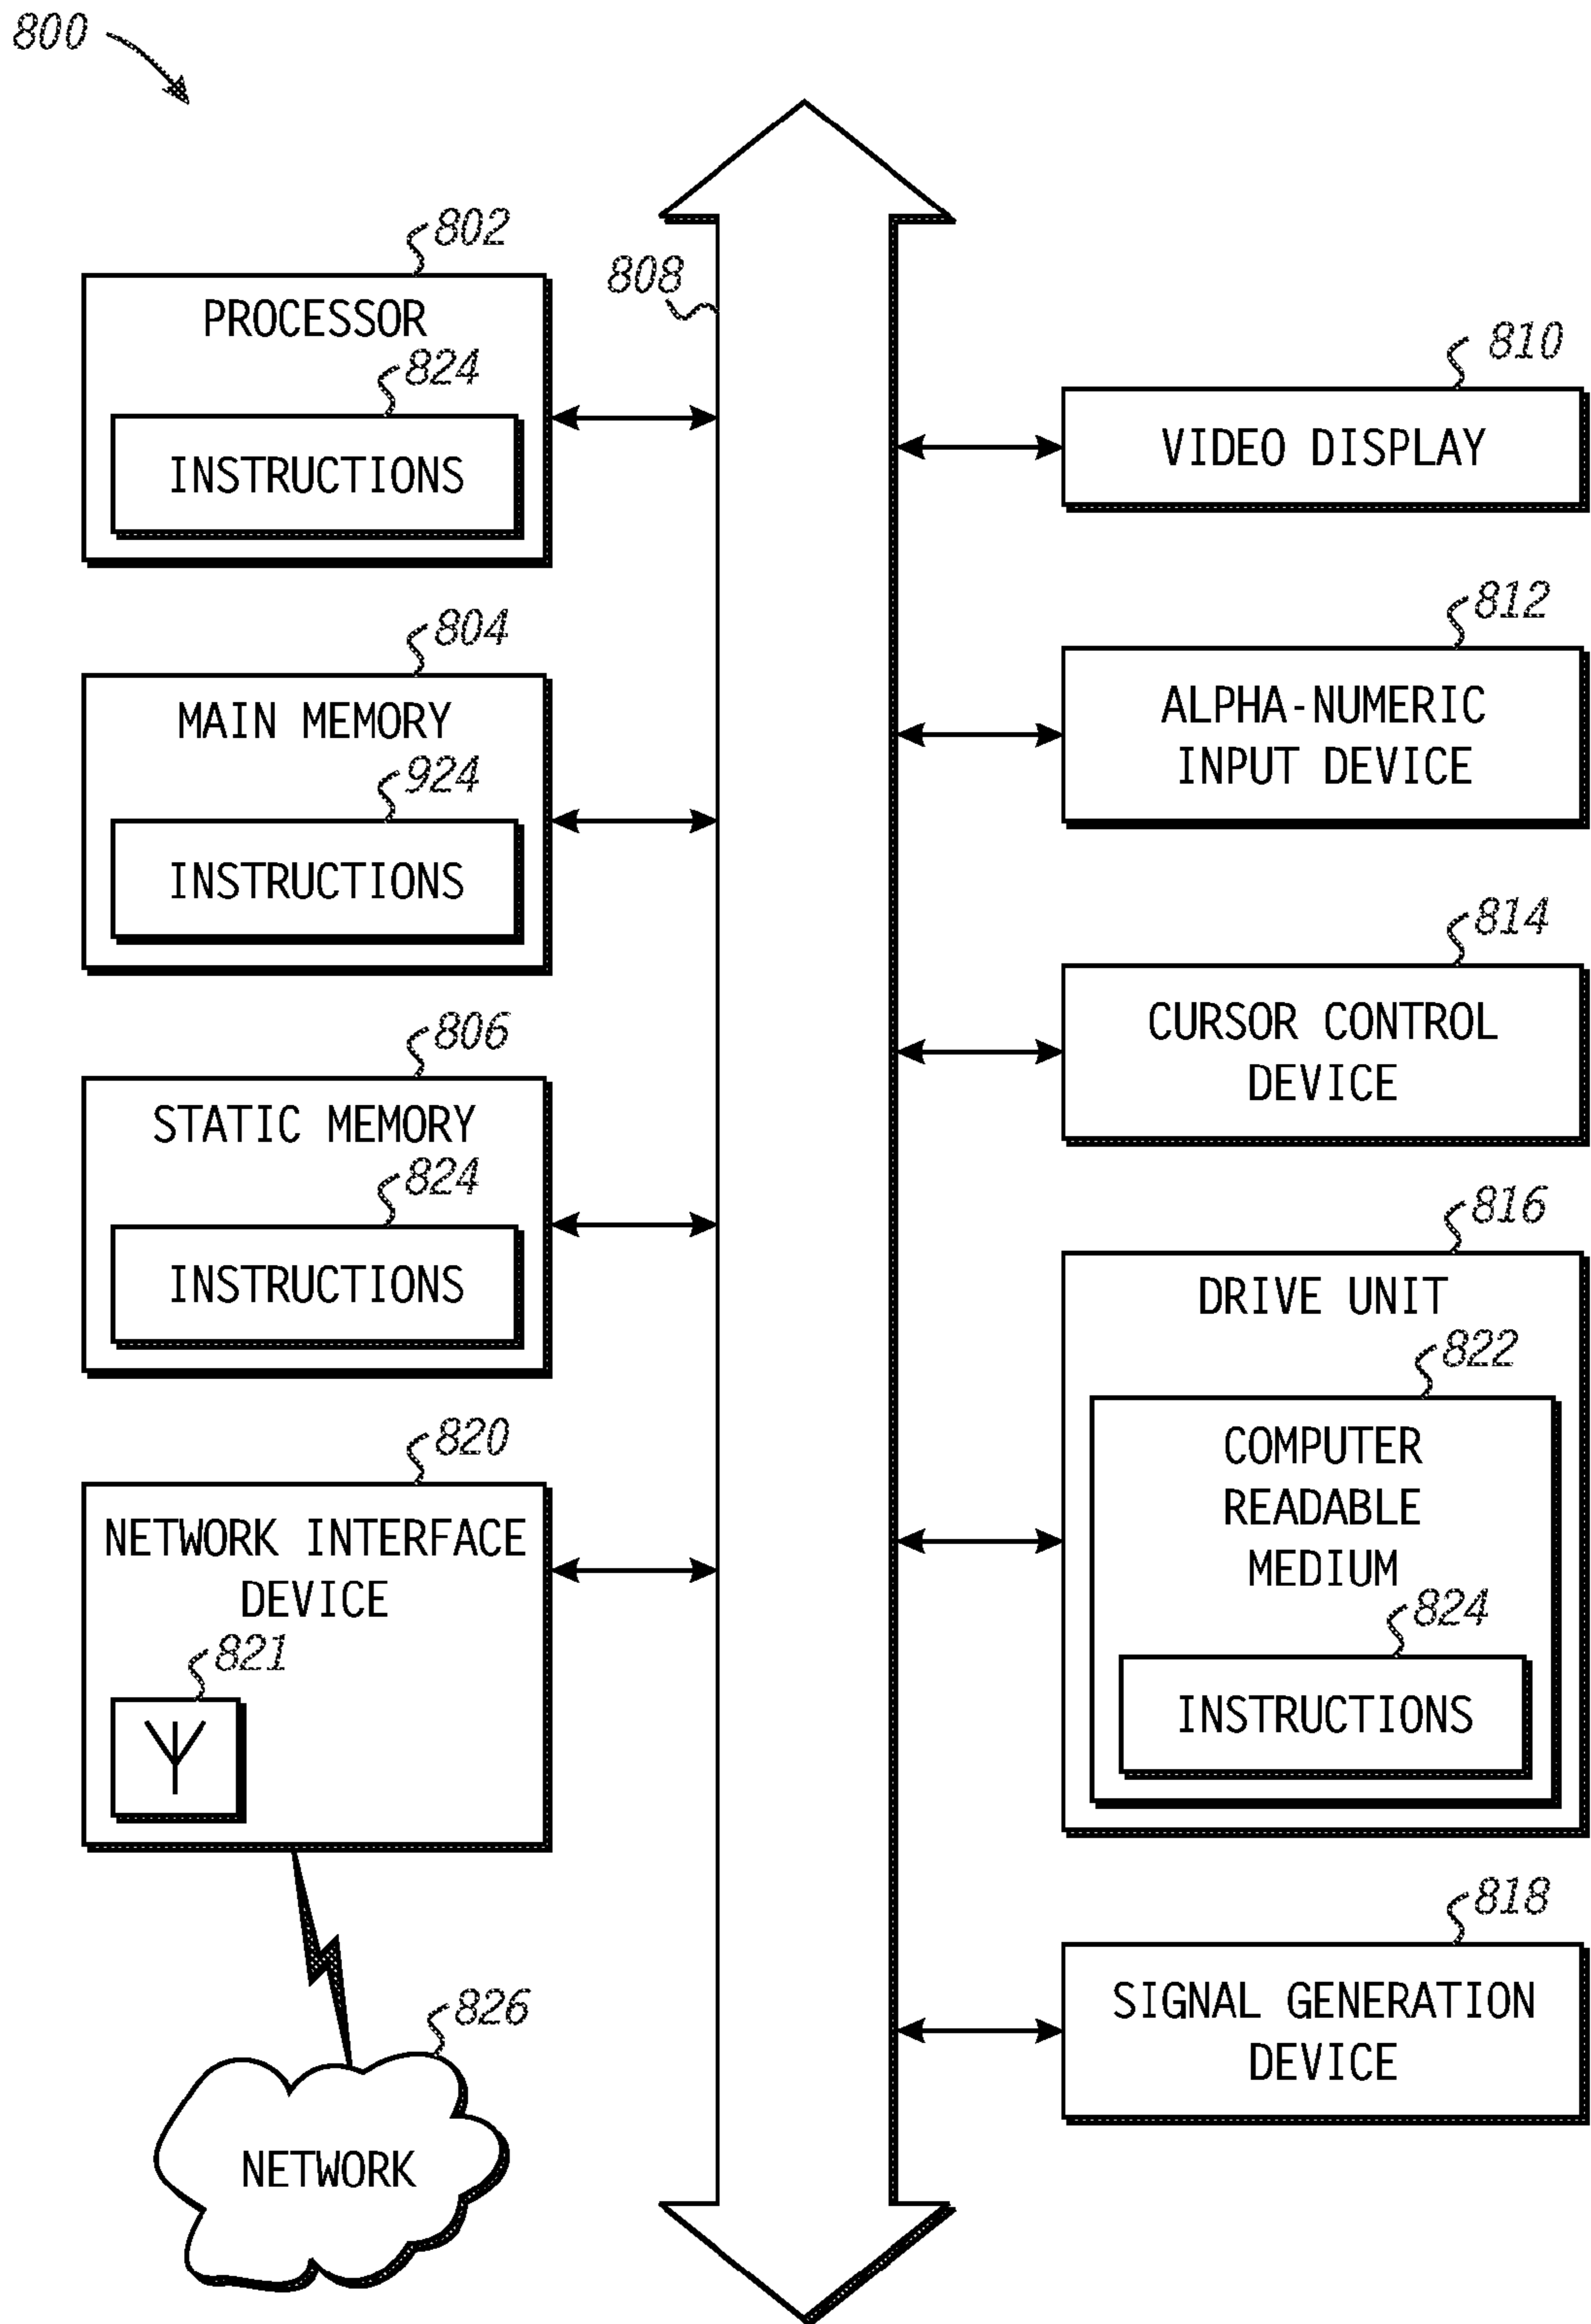 800
802
PROCESSOR
824
INSTRUCTIONS
804
MAIN MEMORY
924
INSTRUCTIONS
806
STATIC MEMORY
824
INSTRUCTIONS
820
NETWORK INTERFACE
DEVICE
821
826
NETWORK
808
810
VIDEO DISPLAY
812
ALPHA-NUMERIC
INPUT DEVICE
814
CURSOR CONTROL
DEVICE
816
DRIVE UNIT
822
COMPUTER
READABLE
MEDIUM
824
INSTRUCTIONS
818
SIGNAL GENERATION
DEVICE